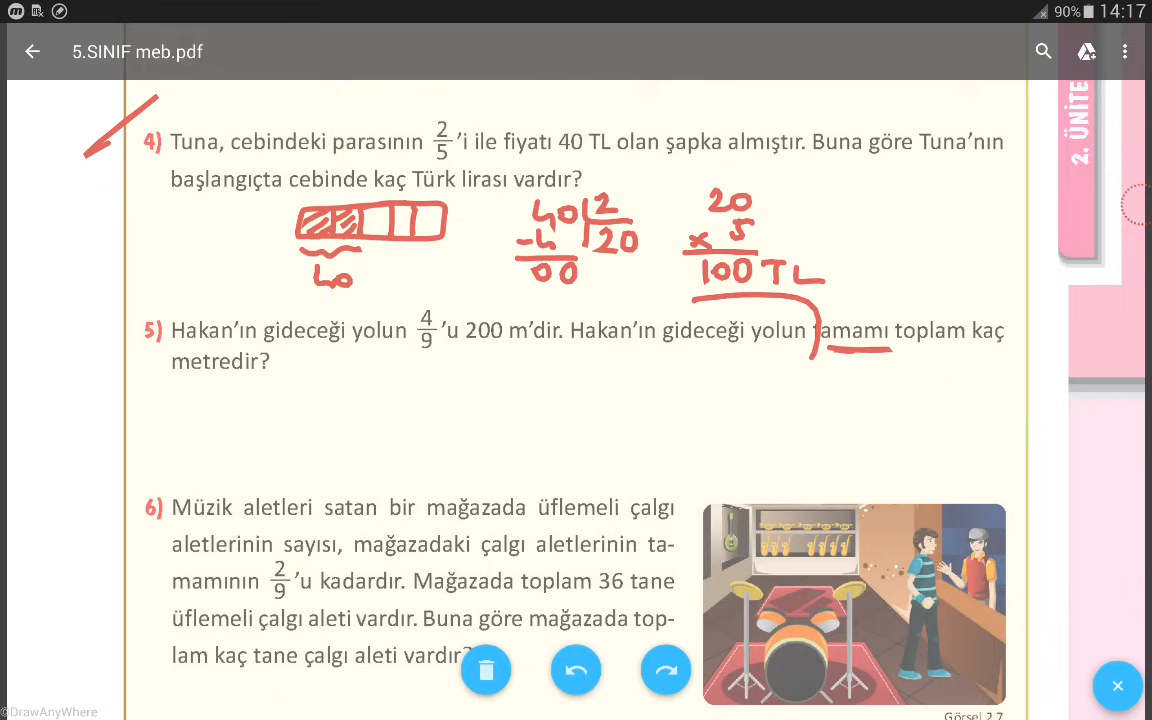 90% 14:17
5.SINIF meb.pdf
2. ÜNİTE
4) Tuna, cebindeki parasının 2/5 'i ile fiyatı 40 TL olan şapka almıştır. Buna göre Tuna'nın
başlangıçta cebinde kaç Türk lirası vardır?
40
40 2
-4 20
00
20
x 5
100 TL
5) Hakan'ın gideceği yolun 4/9 'u 200 m'dir. Hakan'ın gideceği yolun tamamı toplam kaç
metredir?
6) Müzik aletleri satan bir mağazada üflemeli çalgı
aletlerinin sayısı, mağazadaki çalgı aletlerinin ta-
mamının 2/9 'u kadardır. Mağazada toplam 36 tane
üflemeli çalgı aleti vardır. Buna göre mağazada top-
lam kaç tane çalgı aleti vardır?
Görsel 2.7
©DrawAnyWhere